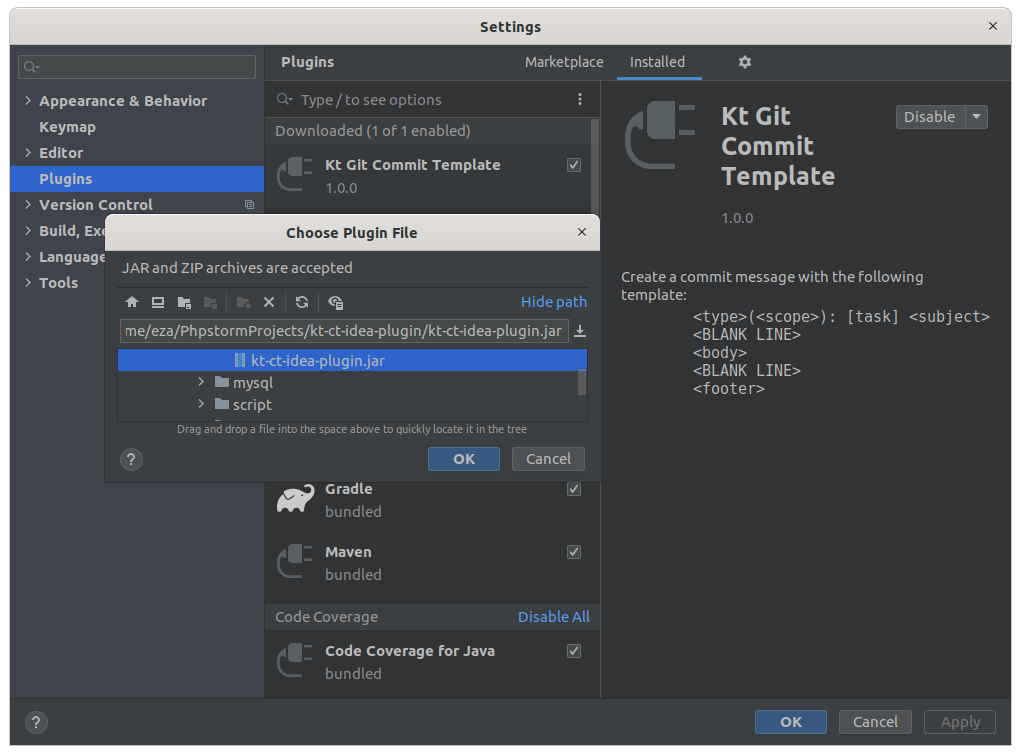 Settings
Appearance & Behavior
Keymap
Editor
Plugins
Version Control
Build, Exe
Language
Tools
Plugins
Marketplace
Installed
Type / to see options
Downloaded (1 of 1 enabled)
Kt Git Commit Template
1.0.0
Choose Plugin File
JAR and ZIP archives are accepted
Hide path
me/eza/PhpstormProjects/kt-ct-idea-plugin/kt-ct-idea-plugin.jar
kt-ct-idea-plugin.jar
mysql
script
Drag and drop a file into the space above to quickly locate it in the tree
?
OK
Cancel
Gradle
bundled
Maven
bundled
Code Coverage
Disable All
Code Coverage for Java
bundled
Kt Git
Commit
Template
Disable
1.0.0
Create a commit message with the following
template:
<type>(<scope>): [task] <subject>
<BLANK LINE>
<body>
<BLANK LINE>
<footer>
?
OK
Cancel
Apply